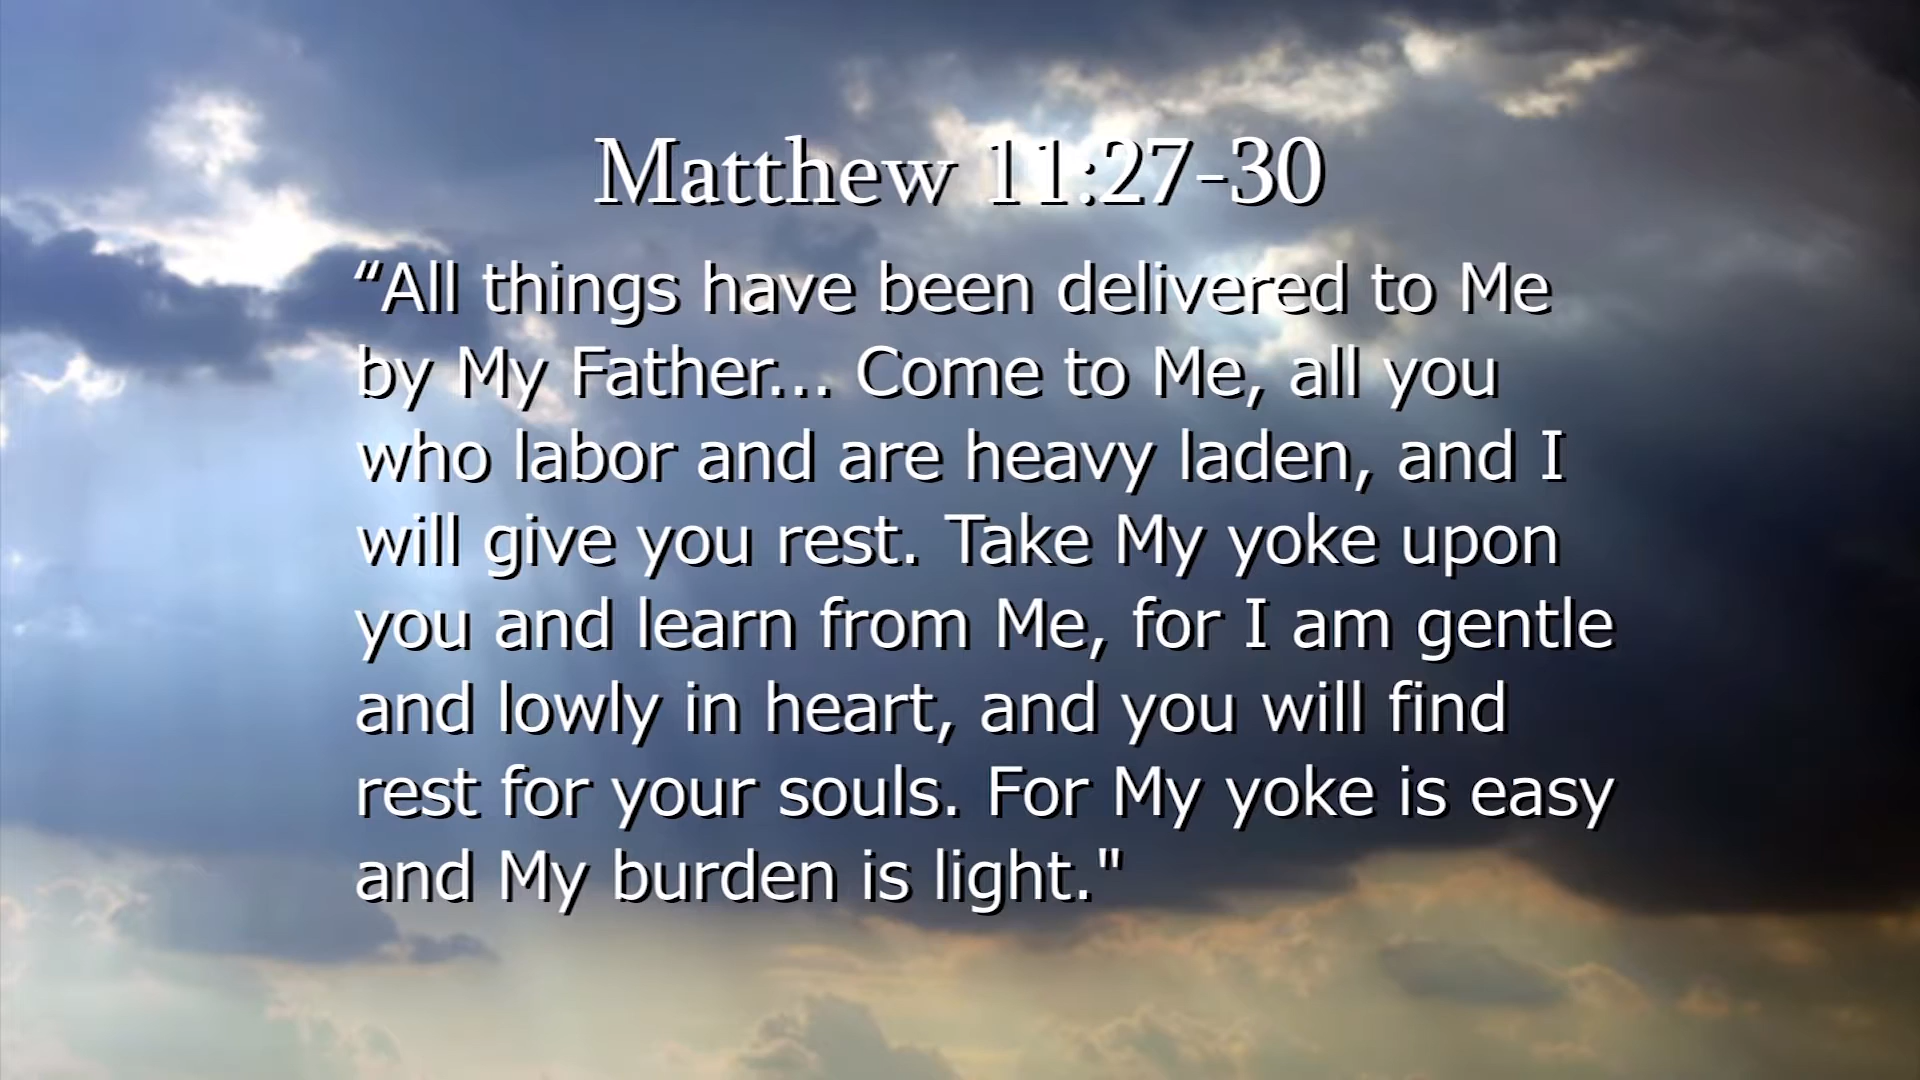 Matthew 11:27-30
“All things have been delivered to Me
by My Father... Come to Me, all you
who labor and are heavy laden, and I
will give you rest. Take My yoke upon
you and learn from Me, for I am gentle
and lowly in heart, and you will find
rest for your souls. For My yoke is easy
and My burden is light."